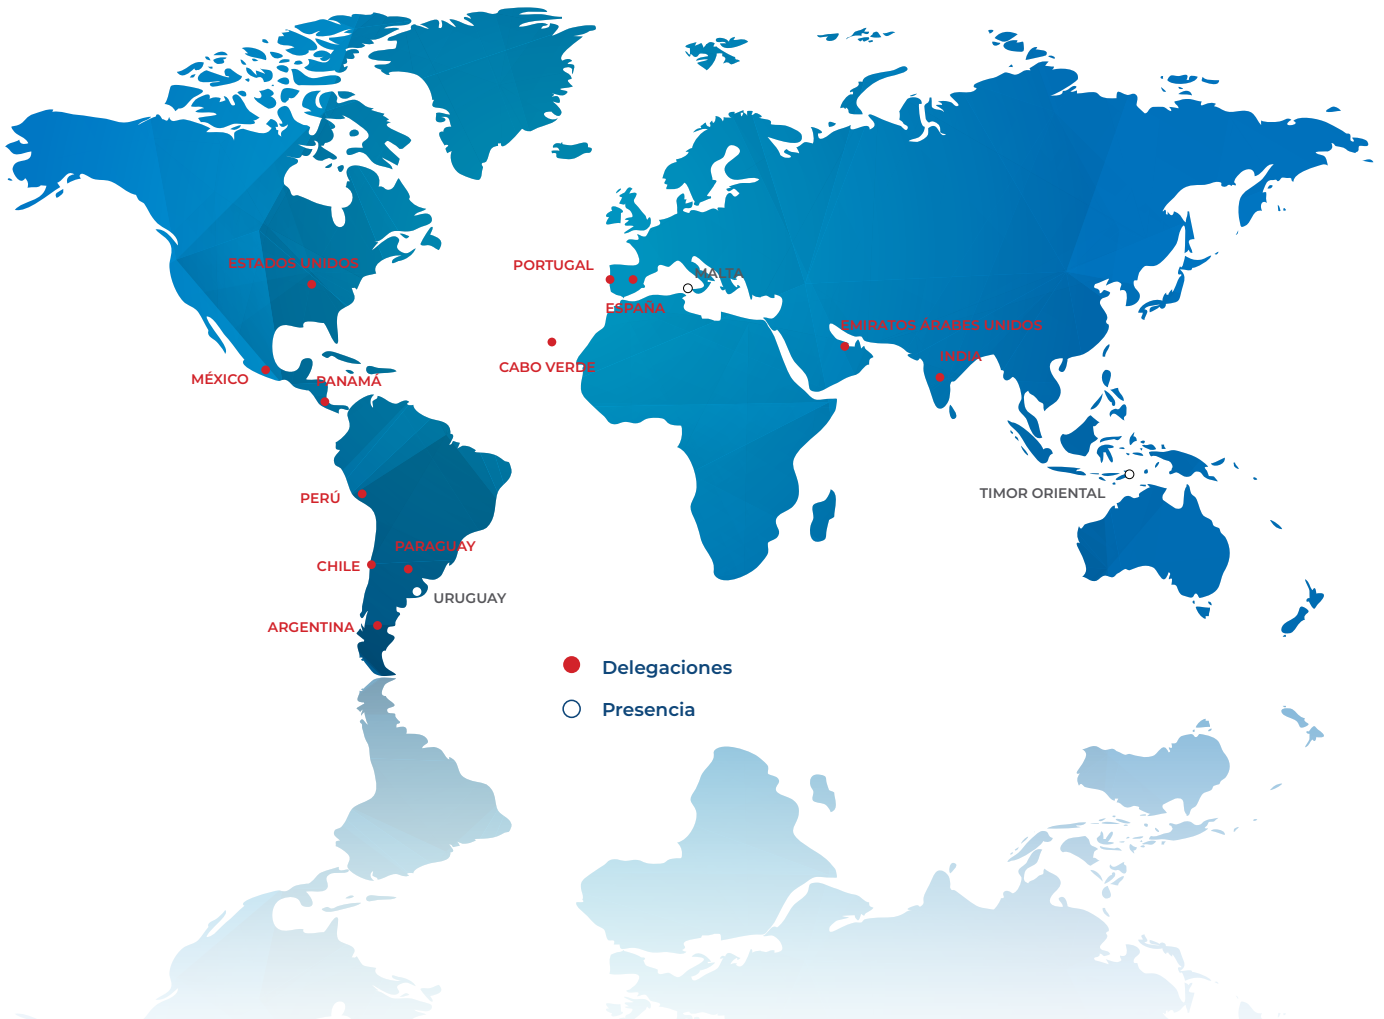 ESTADOS UNIDOS
PORTUGAL
MALTA
ESPAÑA
EMIRATOS ÁRABES UNIDOS
INDIA
CABO VERDE
MÉXICO
PANAMÁ
PERÚ
TIMOR ORIENTAL
PARAGUAY
CHILE
URUGUAY
ARGENTINA
Delegaciones
Presencia